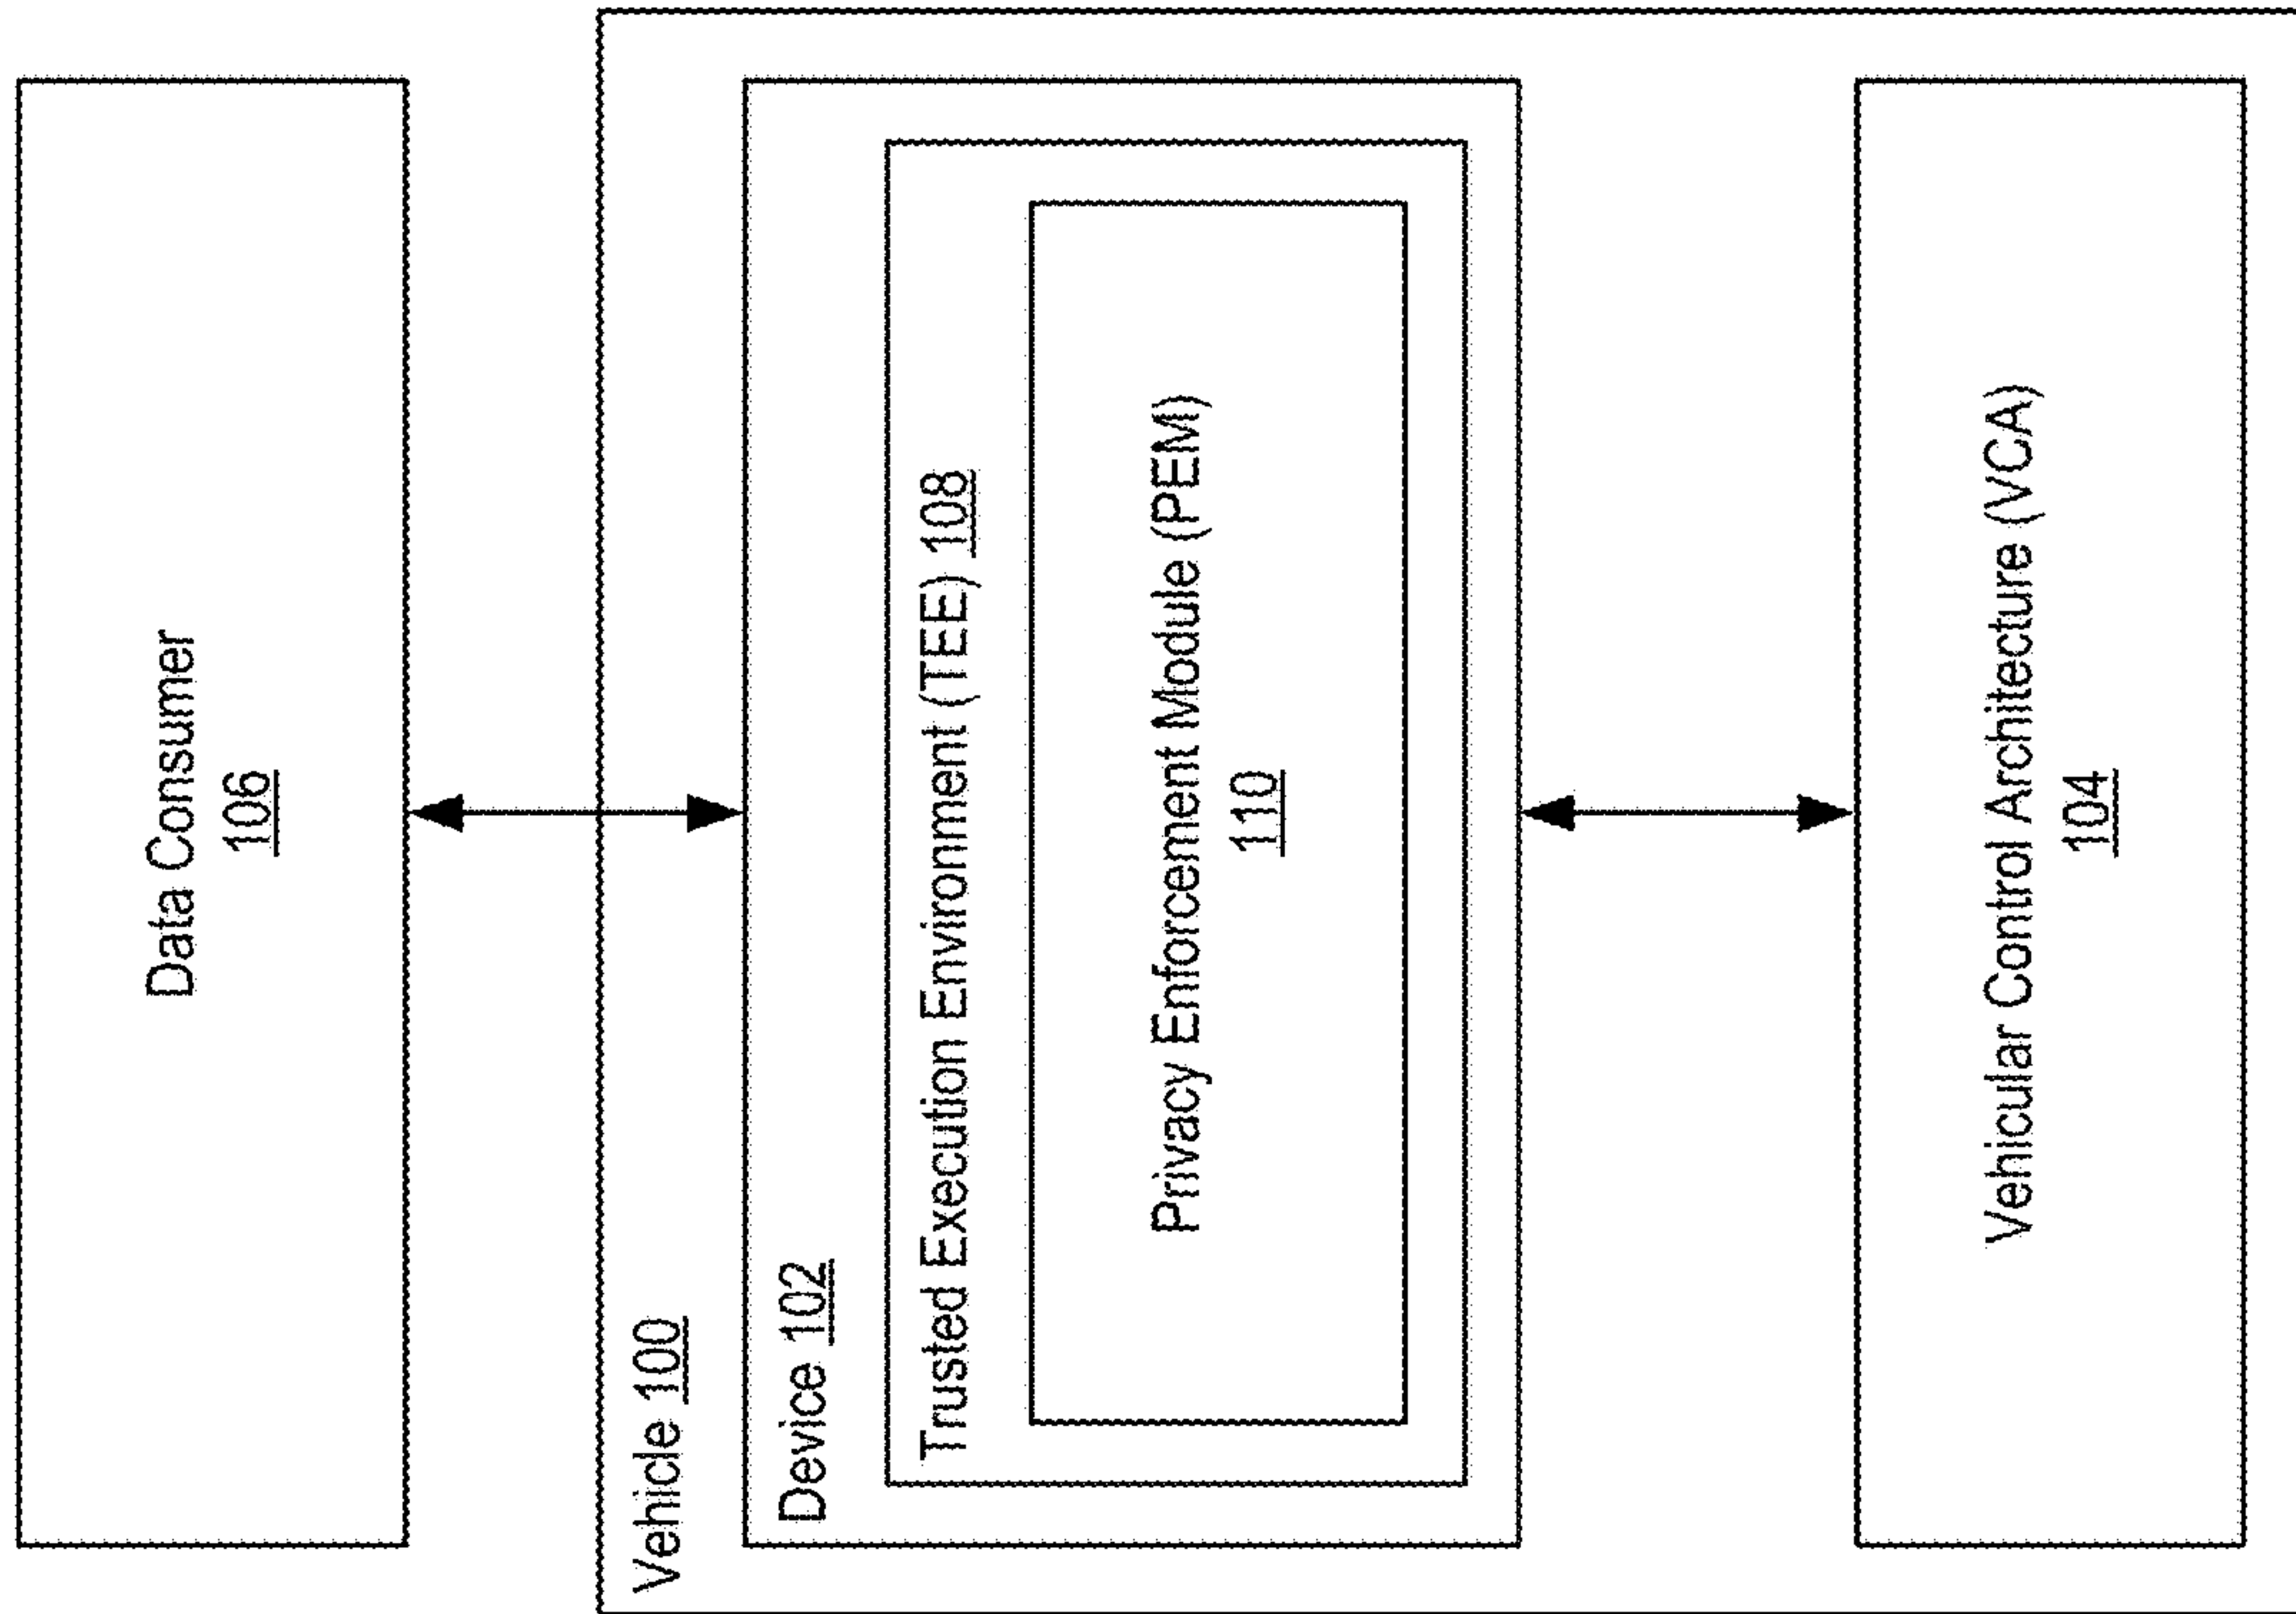 Data Consumer
106
Vehicle 100
Device 102
Trusted Execution Environment (TEE) 108
Privacy Enforcement Module (PEM)
110
Vehicular Control Architecture (VCA)
104